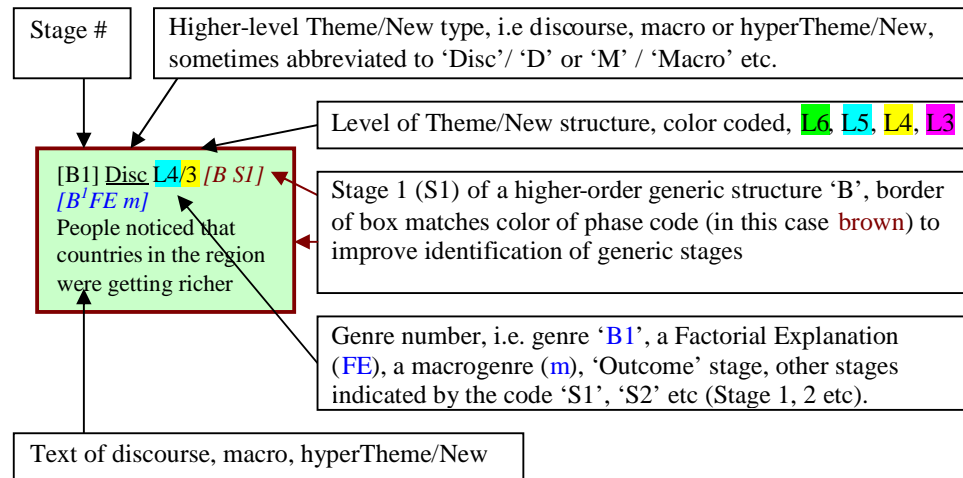 Stage #
Higher-level Theme/New type, i.e discourse, macro or hyperTheme/New,
sometimes abbreviated to ‘Disc’/ ‘D’ or ‘M’ / ‘Macro’ etc.
Level of Theme/New structure, color coded, L6, L5, L4, L3
[B1] Disc L4/3 [B S1]
[B¹FE m]
People noticed that
countries in the region
were getting richer
Stage 1 (S1) of a higher-order generic structure ‘B’, border
of box matches color of phase code (in this case brown) to
improve identification of generic stages
Genre number, i.e. genre ‘B1’, a Factorial Explanation
(FE), a macrogenre (m), ‘Outcome’ stage, other stages
indicated by the code ‘S1’, ‘S2’ etc (Stage 1, 2 etc).
Text of discourse, macro, hyperTheme/New